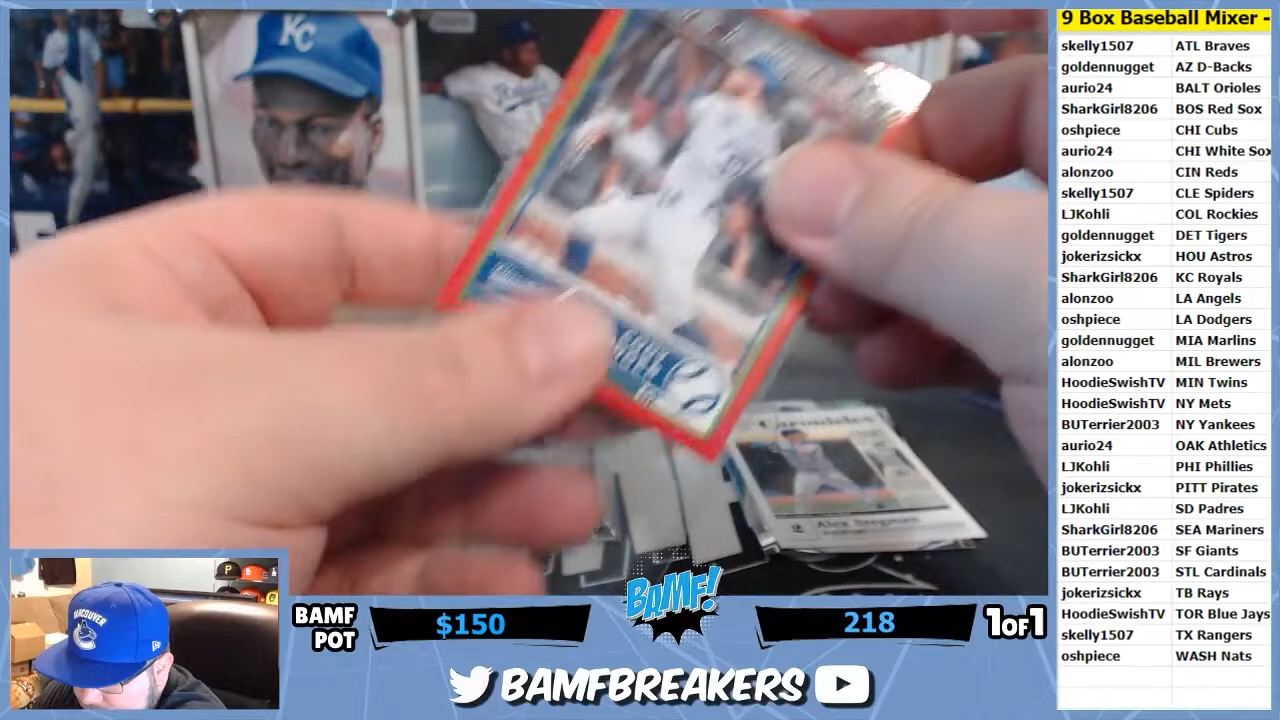 9 Box Baseball Mixer -
skelly1507 ATL Braves
goldennugget AZ D-Backs
aurio24 BALT Orioles
SharkGirl8206 BOS Red Sox
oshpiece CHI Cubs
aurio24 CHI White Sox
alonzoo CIN Reds
skelly1507 CLE Spiders
LJKohli COL Rockies
goldennugget DET Tigers
jokerizsickx HOU Astros
SharkGirl8206 KC Royals
alonzoo LA Angels
oshpiece LA Dodgers
goldennugget MIA Marlins
alonzoo MIL Brewers
HoodieSwishTV MIN Twins
HoodieSwishTV NY Mets
BUTerrier2003 NY Yankees
aurio24 OAK Athletics
LJKohli PHI Phillies
jokerizsickx PITT Pirates
LJKohli SD Padres
SharkGirl8206 SEA Mariners
BUTerrier2003 SF Giants
BUTerrier2003 STL Cardinals
jokerizsickx TB Rays
HoodieSwishTV TOR Blue Jays
skelly1507 TX Rangers
oshpiece WASH Nats
KC
Chronicles
VANCOUVER
P
BAMF POT
$150
BAMF!
218
1OF1
BAMFBREAKERS